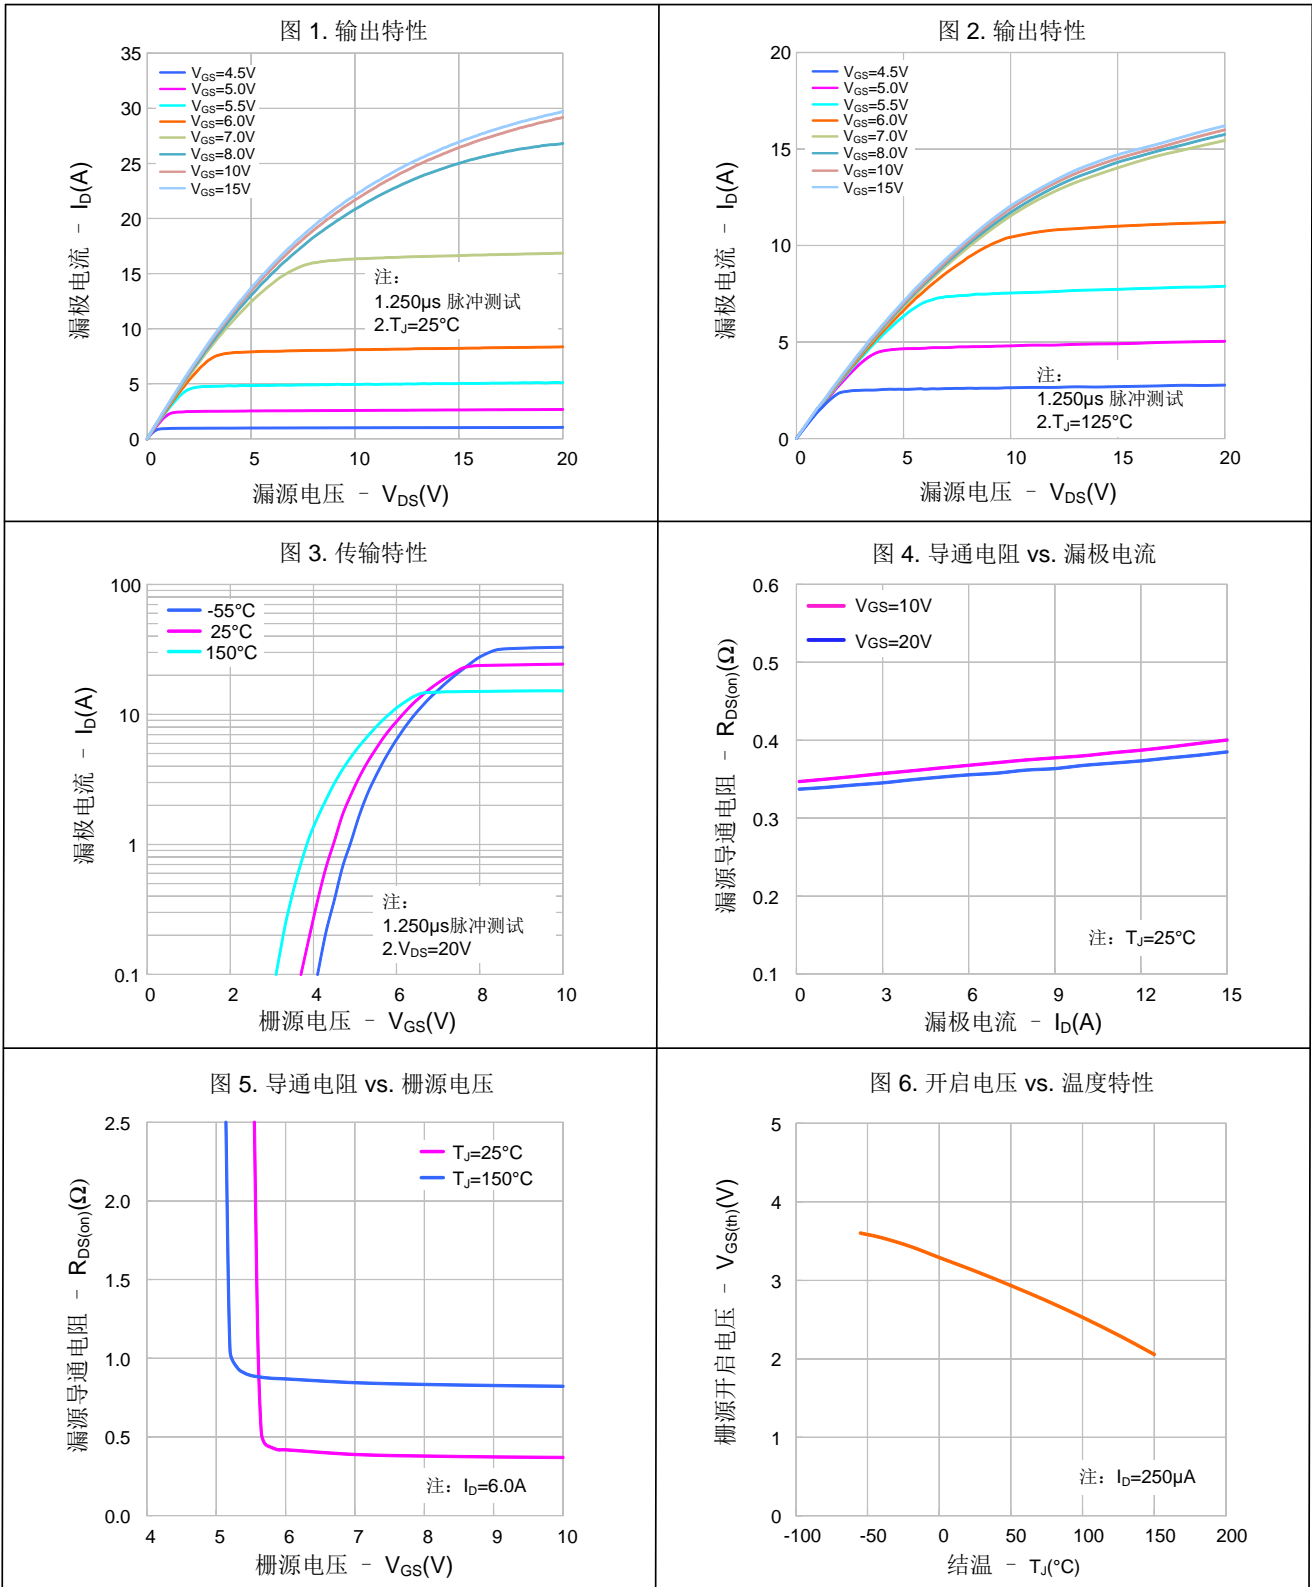 图 1. 输出特性
35
30
25
20
15
10
5
0
0
5
10
15
20
VGS=4.5V
VGS=5.0V
VGS=5.5V
VGS=6.0V
VGS=7.0V
VGS=8.0V
VGS=10V
VGS=15V
注：
1.250µs 脉冲测试
2.TJ=25°C
漏极电流 - ID(A)
漏源电压 - VDS(V)
图 2. 输出特性
20
15
10
5
0
0
5
10
15
20
VGS=4.5V
VGS=5.0V
VGS=5.5V
VGS=6.0V
VGS=7.0V
VGS=8.0V
VGS=10V
VGS=15V
注：
1.250µs 脉冲测试
2.TJ=125°C
漏极电流 - ID(A)
漏源电压 - VDS(V)
图 3. 传输特性
100
10
1
0.1
0
2
4
6
8
10
-55°C
25°C
150°C
注：
1.250µs脉冲测试
2.VDS=20V
漏极电流 - ID(A)
栅源电压 - VGS(V)
图 4. 导通电阻 vs. 漏极电流
0.6
0.5
0.4
0.3
0.2
0.1
0
3
6
9
12
15
VGS=10V
VGS=20V
注：TJ=25°C
漏源导通电阻 - RDS(on)(Ω)
漏极电流 - ID(A)
图 5. 导通电阻 vs. 栅源电压
2.5
2.0
1.5
1.0
0.5
0.0
4
5
6
7
8
9
10
TJ=25°C
TJ=150°C
注：ID=6.0A
漏源导通电阻 - RDS(on)(Ω)
栅源电压 - VGS(V)
图 6. 开启电压 vs. 温度特性
5
4
3
2
1
0
-100
-50
0
50
100
150
200
注：ID=250µA
栅源开启电压 - VGS(th)(V)
结温 - TJ(°C)